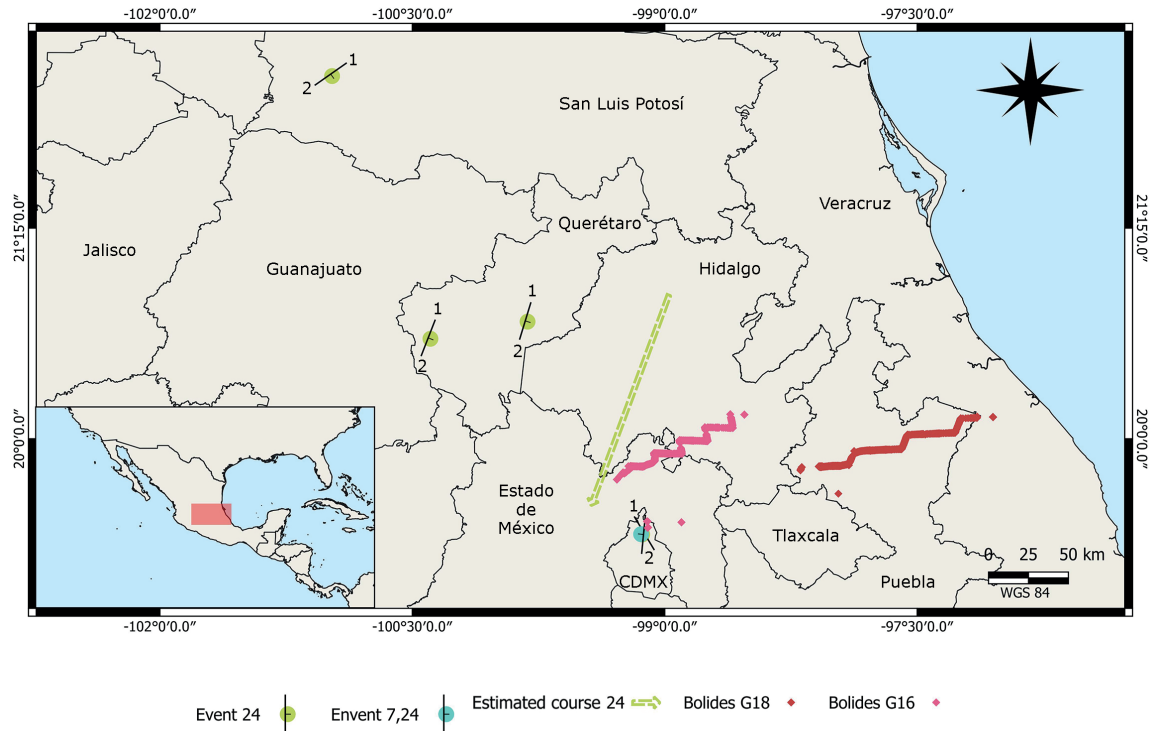 -102°0′0.0″ -100°30′0.0″ -99°0′0.0″ -97°30′0.0″
1
2
San Luis Potosí
Veracruz
21°15′0.0″
21°15′0.0″
Querétaro
Jalisco
Guanajuato
Hidalgo
1
1
2
2
20°0′0.0″
20°0′0.0″
Estado
de
México
1
2
Tlaxcala
0 25 50 km
CDMX
Puebla
WGS 84
-102°0′0.0″ -100°30′0.0″ -99°0′0.0″ -97°30′0.0″
Event 24 Envent 7,24 Estimated course 24 Bolides G18 Bolides G16